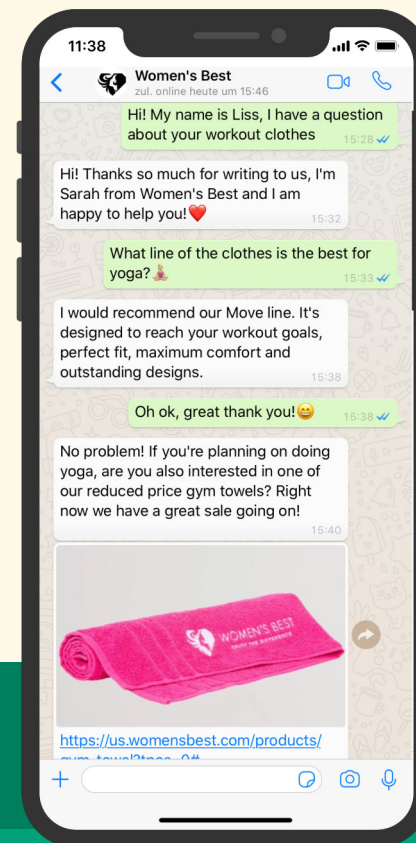 11:38
Women's Best
zul. online heute um 15:46
Hi! My name is Liss, I have a question
about your workout clothes
15:28
Hi! Thanks so much for writing to us, I'm
Sarah from Women's Best and I am
happy to help you!❤️
15:32
What line of the clothes is the best for
yoga?🧘🏼‍♀️
15:33
I would recommend our Move line. It's
designed to reach your workout goals,
perfect fit, maximum comfort and
outstanding designs.
15:38
Oh ok, great thank you!😁
15:38
No problem! If you're planning on doing
yoga, are you also interested in one of
our reduced price gym towels? Right
now we have a great sale going on!
15:40
WOMEN'S BEST
ENJOY THE DIFFERENCE
https://us.womensbest.com/products/